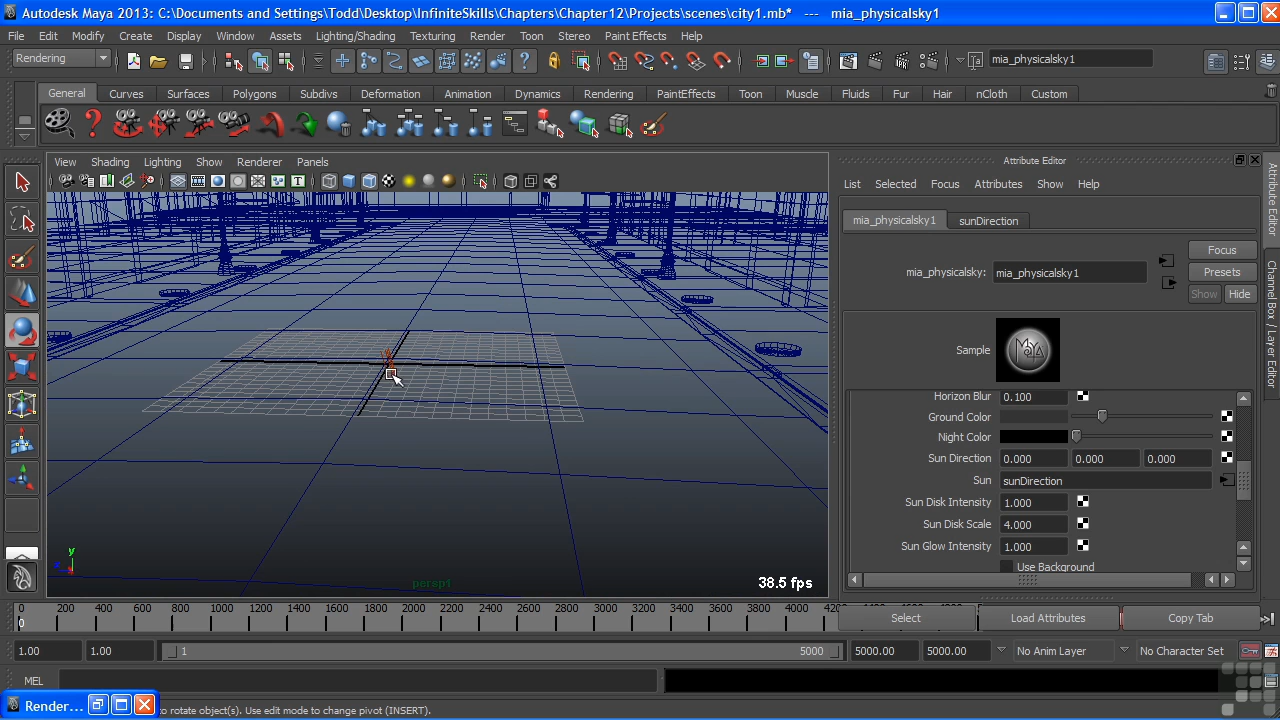 Autodesk Maya 2013: C:\Documents and Settings\Todd\Desktop\InfiniteSkills\Chapters\Chapter12\Projects\scenes\city1.mb* --- mia_physicalsky1
File Edit Modify Create Display Window Assets Lighting/Shading Texturing Render Toon Stereo Paint Effects Help
Rendering mia_physicalsky1
General Curves Surfaces Polygons Subdivs Deformation Animation Dynamics Rendering PaintEffects Toon Muscle Fluids Fur Hair nCloth Custom
View Shading Lighting Show Renderer Panels
Attribute Editor
List Selected Focus Attributes Show Help
mia_physicalsky1 sunDirection
Focus
mia_physicalsky: mia_physicalsky1 Presets
Show Hide
Sample
Horizon Blur 0.100
Ground Color
Night Color
Sun Direction 0.000 0.000 0.000
Sun sunDirection
Sun Disk Intensity 1.000
Sun Disk Scale 4.000
Sun Glow Intensity 1.000
Use Background
Attribute Editor
Channel Box / Layer Editor
y
persp1
38.5 fps
0 200 400 600 800 1000 1200 1400 1600 1800 2000 2200 2400 2600 2800 3000 3200 3400 3600 3800 4000
0
Select Load Attributes Copy Tab
1.00 1.00 1 5000 5000.00 5000.00 No Anim Layer No Character Set
MEL
Render... to rotate object(s). Use edit mode to change pivot (INSERT).